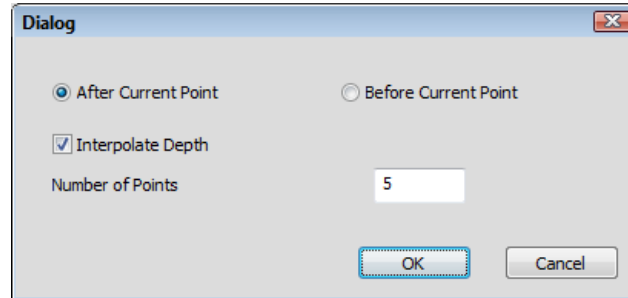 Dialog
After Current Point Before Current Point
Interpolate Depth
Number of Points 5
OK Cancel